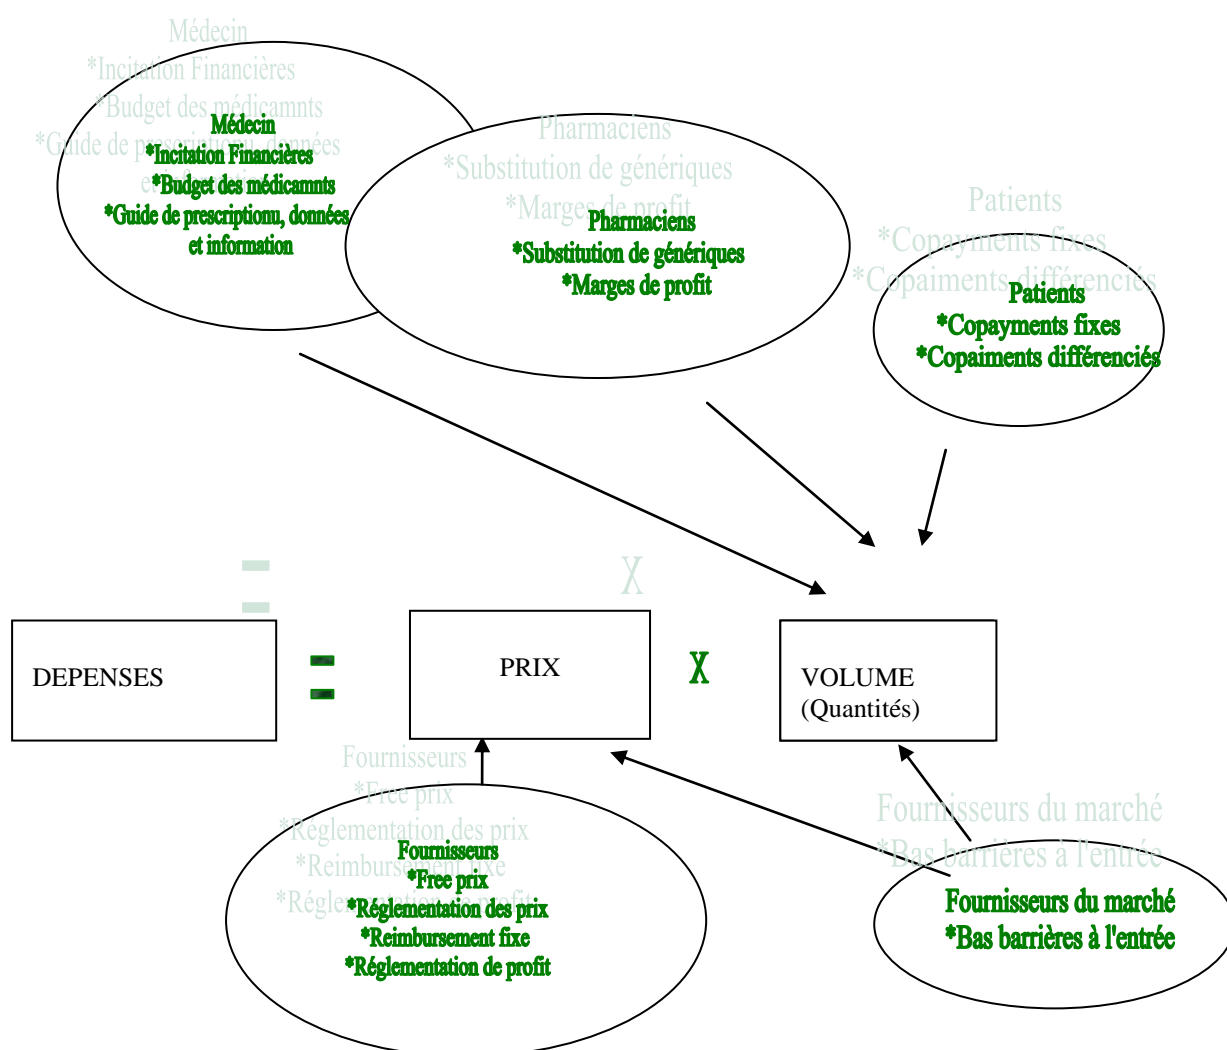 Médecin
*Incitation Financières
*Budget des médicamnts
*Guide de prescriptionu, données
et information
Pharmaciens
*Substitution de génériques
*Marges de profit
Patients
*Copayments fixes
*Copaiments différenciés
DEPENSES
=
PRIX
X
VOLUME
(Quantités)
Fournisseurs
*Free prix
*Réglementation des prix
*Reimbursement fixe
*Réglementation de profit
Fournisseurs du marché
*Bas barrières à l'entrée